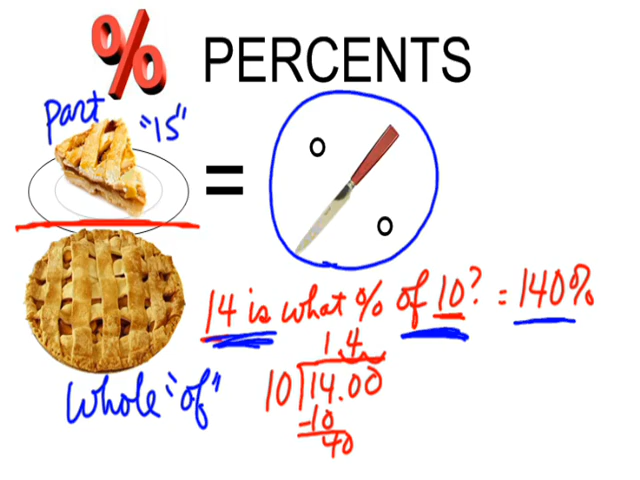 % PERCENTS
Part "is"
=
14 is what % of 10? = 140%
1.4
10 14.00
-10
40
Whole "of"